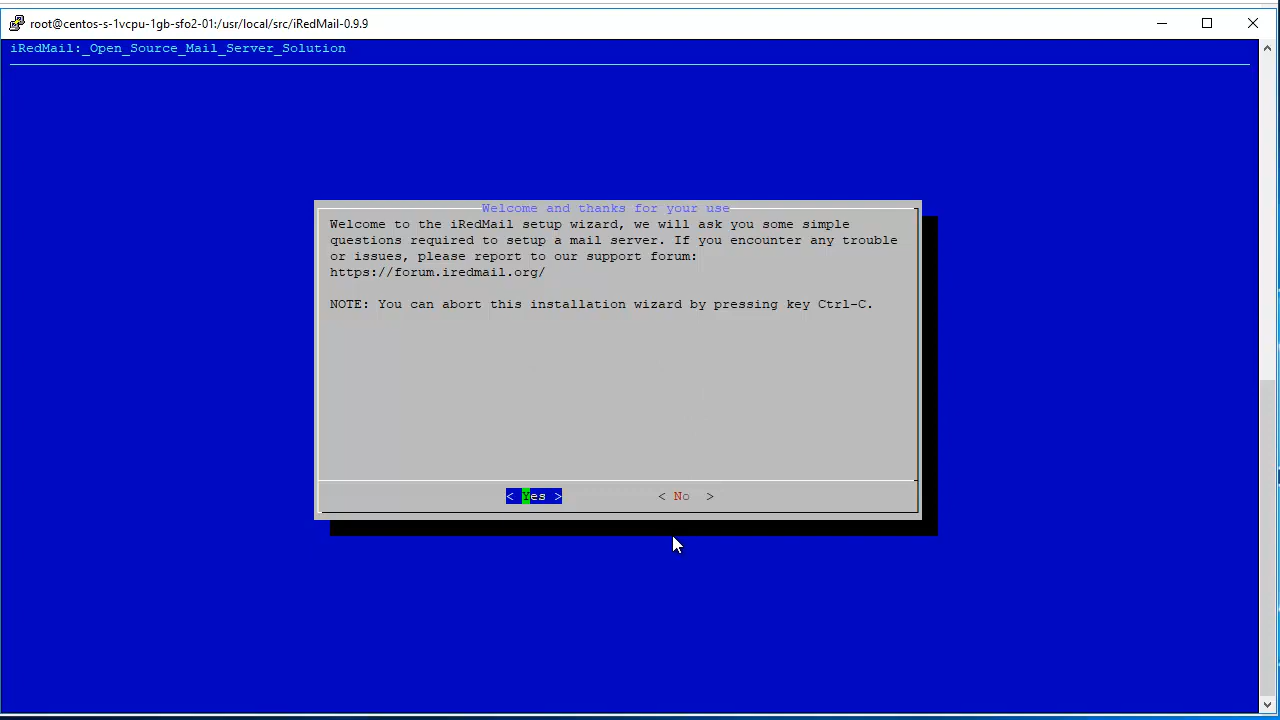 root@centos-s-1vcpu-1gb-sfo2-01:/usr/local/src/iRedMail-0.9.9
iRedMail:_Open_Source_Mail_Server_Solution
Welcome and thanks for your use
Welcome to the iRedMail setup wizard, we will ask you some simple
questions required to setup a mail server. If you encounter any trouble
or issues, please report to our support forum:
https://forum.iredmail.org/
NOTE: You can abort this installation wizard by pressing key Ctrl-C.
< Yes > < No >